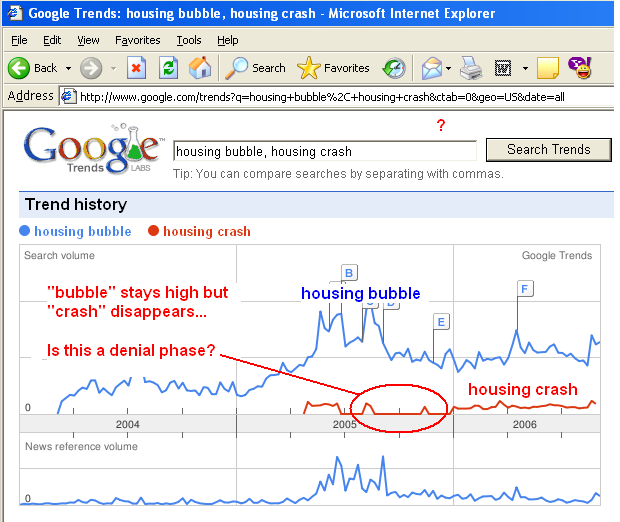 Google Trends: housing bubble, housing crash - Microsoft Internet Explorer
File Edit View Favorites Tools Help
Back Search Favorites
Address http://www.google.com/trends?q=housing+bubble%2C+housing+crash&ctab=0&geo=US&date=all
?
Google™
Trends LABS
housing bubble, housing crash Search Trends
Tip: You can compare searches by separating with commas.
Trend history
housing bubble housing crash
Search volume Google Trends
B
"bubble" stays high but
"crash" disappears...
housing bubble
F
E
Is this a denial phase?
housing crash
0
2004 2005 2006
News reference volume
0